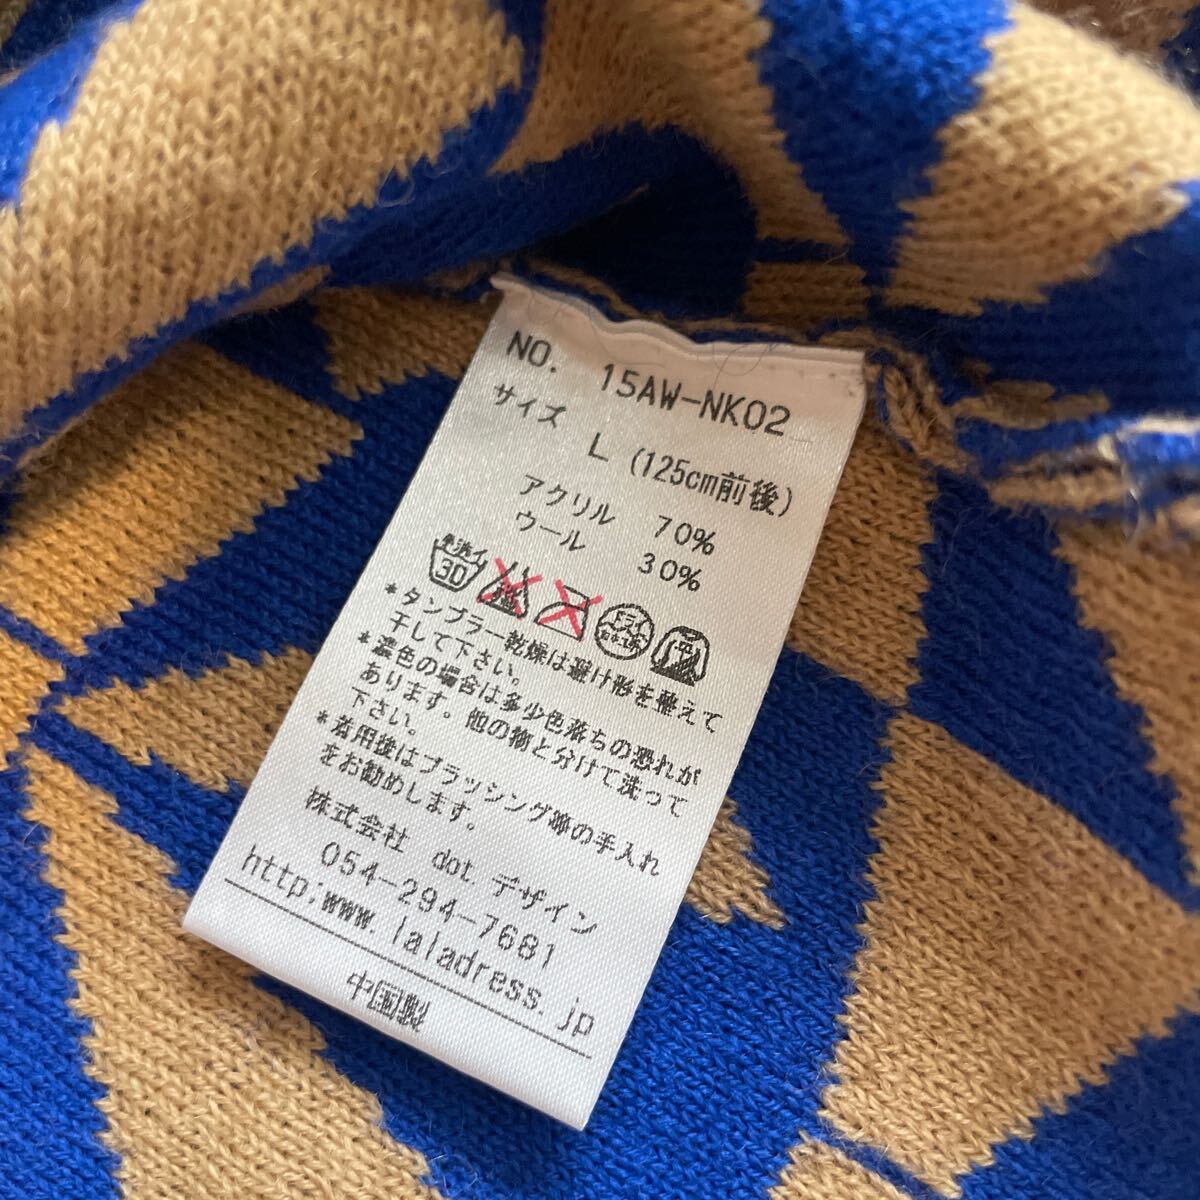 NO. 15AW-NK02
サイズ
L (125cm前後)
アクリル 70%
ウール 30%
30
ドライ
平
*タンブラー乾燥は避け形を整えて
干して下さい。
*濃色の場合は多少色落ちの恐れが
あります。他の物と分けて洗って
下さい。
*着用後はブラッシング等の手入れ
をお勧めします。
株式会社 dot デザイン
054-294-7681
http:www.laladress.jp
中国製